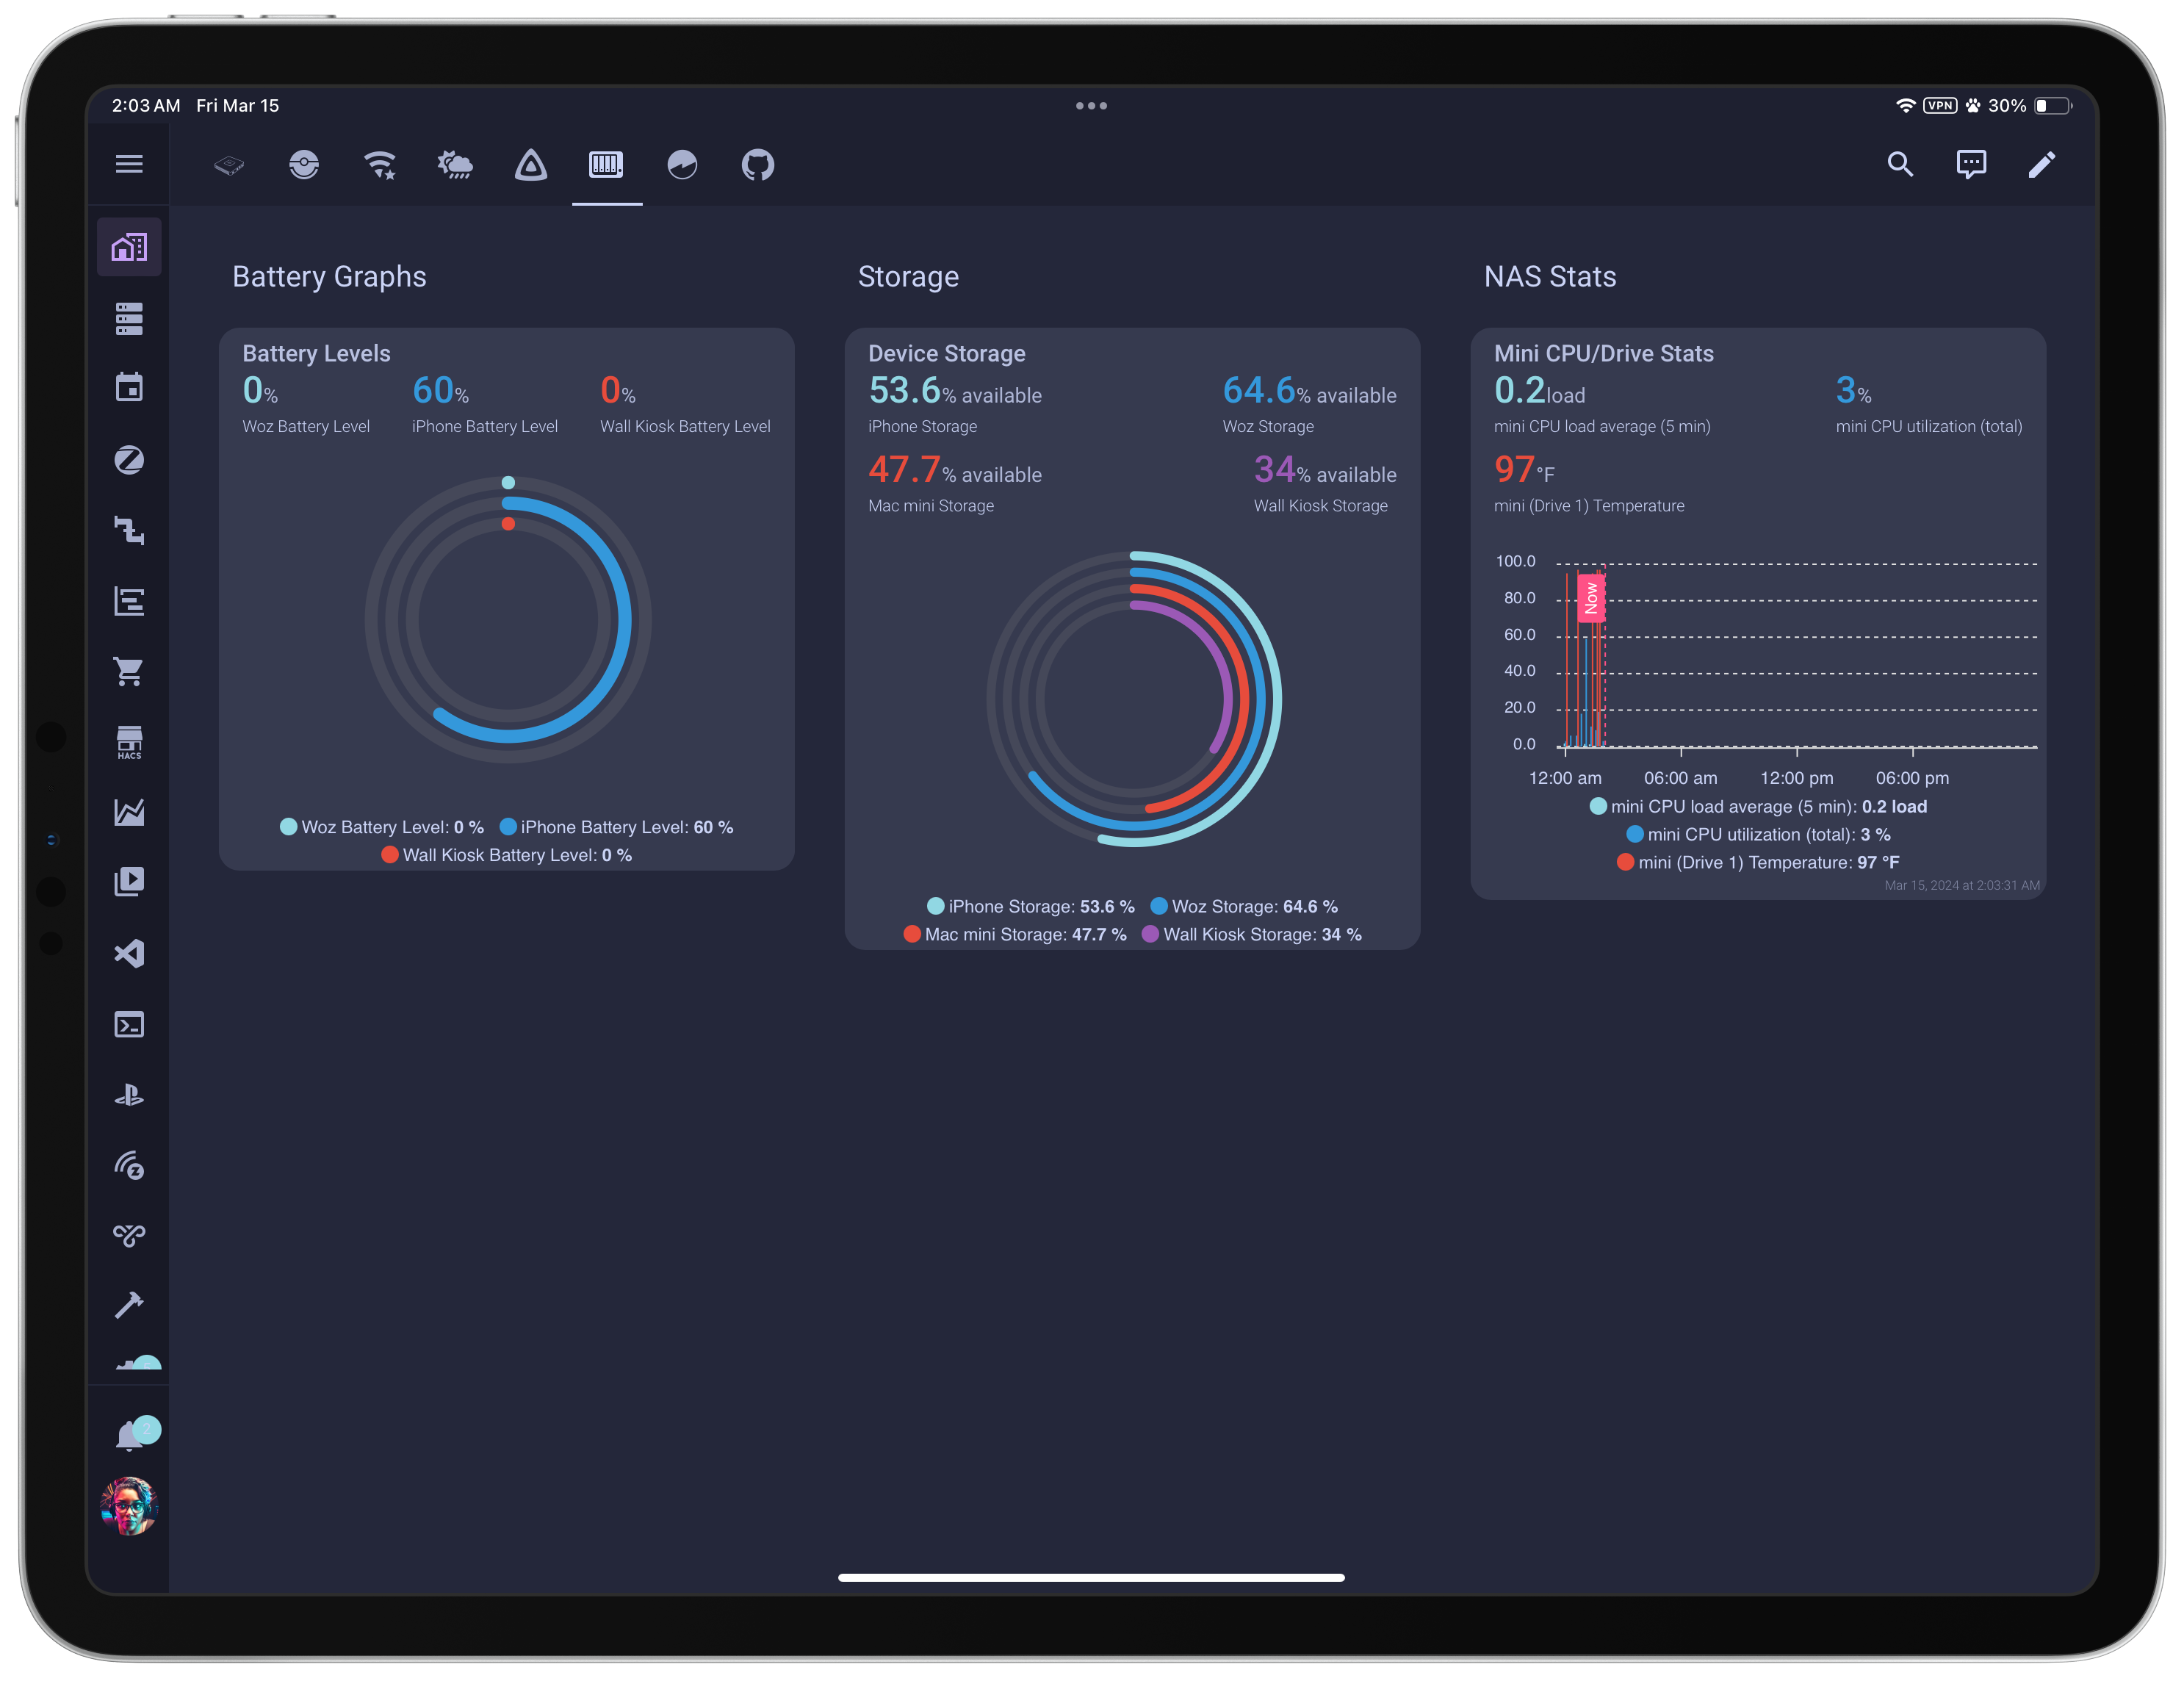 2:03 AM Fri Mar 15
VPN 30%
Battery Graphs
Battery Levels
0% 60% 0%
Woz Battery Level iPhone Battery Level Wall Kiosk Battery Level
Woz Battery Level: 0 % iPhone Battery Level: 60 %
Wall Kiosk Battery Level: 0 %
Storage
Device Storage
53.6% available 64.6% available
iPhone Storage Woz Storage
47.7% available 34% available
Mac mini Storage Wall Kiosk Storage
iPhone Storage: 53.6 % Woz Storage: 64.6 %
Mac mini Storage: 47.7 % Wall Kiosk Storage: 34 %
NAS Stats
Mini CPU/Drive Stats
0.2load 3%
mini CPU load average (5 min) mini CPU utilization (total)
97°F
mini (Drive 1) Temperature
100.0
Now
80.0
60.0
40.0
20.0
0.0
12:00 am 06:00 am 12:00 pm 06:00 pm
mini CPU load average (5 min): 0.2 load
mini CPU utilization (total): 3 %
mini (Drive 1) Temperature: 97 °F
Mar 15, 2024 at 2:03:31 AM
HACS
2